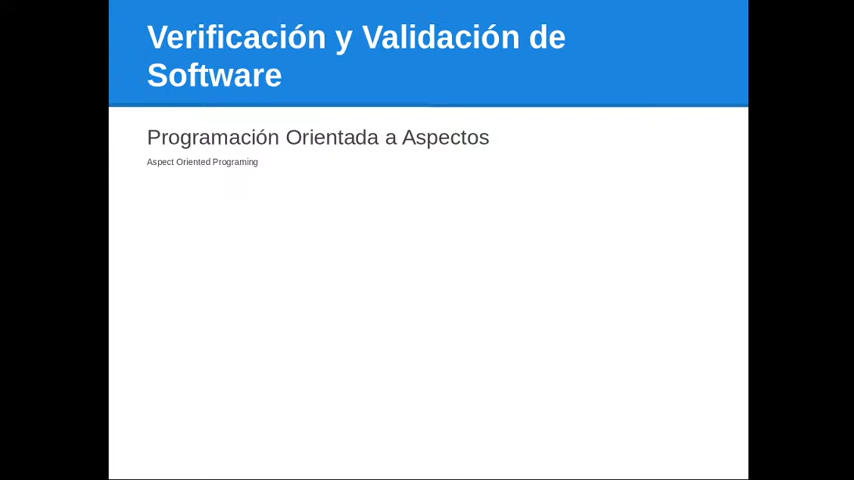 Verificación y Validación de
Software
Programación Orientada a Aspectos
Aspect Oriented Programing